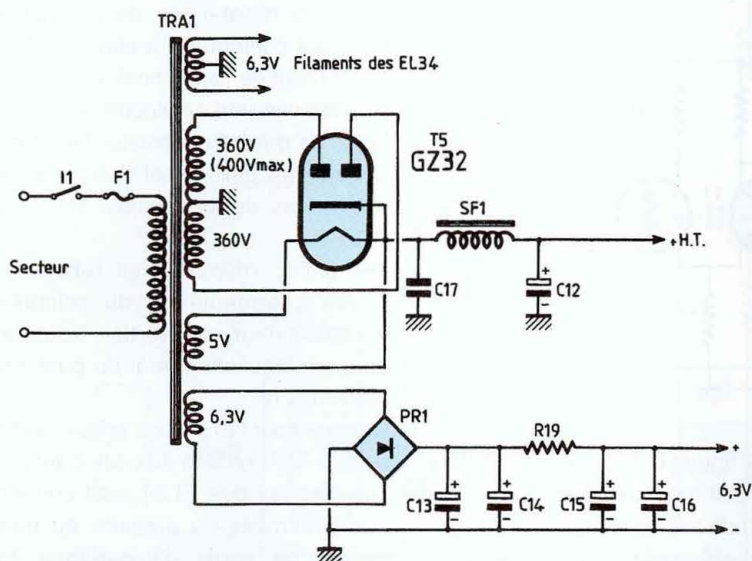 TRA1
6,3V Filaments des EL34
360V
(400Vmax)
T5
GZ32
I1
F1
360V
SF1
+H.T.
Secteur
C17
C12
+
-
5V
6,3V
PR1
R19
+
C13
+
-
C14
+
-
C15
+
-
C16
+
-
6,3V
-